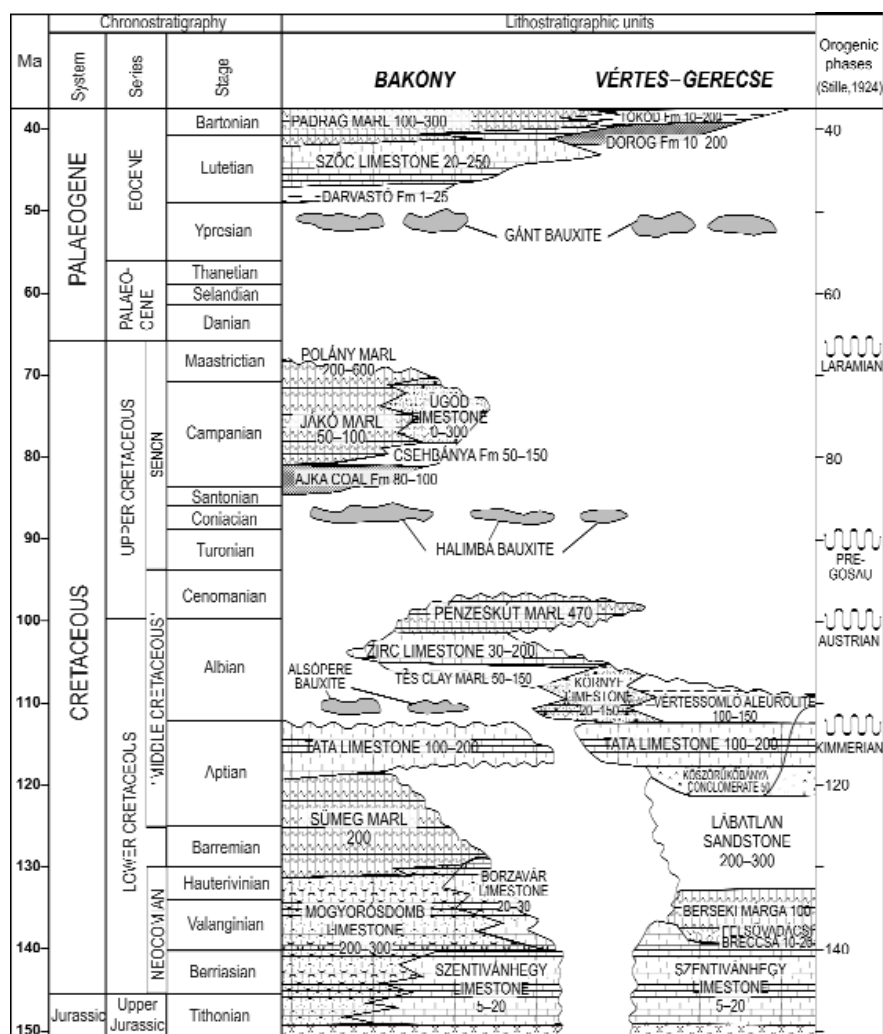 Chronostratigraphy
Lithostratigraphic units
Ma
System
Series
Stage
BAKONY
VÉRTES–GERECSE
Orogenic
phases
(Stille,1924)
40
50
60
70
80
90
100
110
120
130
140
150
PALAEOGENE
CRETACEOUS
Jurassic
EOCENE
PALAEO-
CENE
UPPER CRETACEOUS
LOWER CRETACEOUS
Upper
Jurassic
SENON
'MIDDLE CRETACEOUS'
NEOCOMIAN
Bartonian
Lutetian
Ypresian
Thanetian
Selandian
Danian
Maastrictian
Campanian
Santonian
Coniacian
Turonian
Cenomanian
Albian
Aptian
Barremian
Hauterivinian
Valanginian
Berriasian
Tithonian
PADRAG MARL 100–300
TOKOD Fm 10–200
DOROG Fm 10 200
SZŐC LIMESTONE 20–250
DARVASTÓ Fm 1–25
GÁNT BAUXITE
POLÁNY MARL
200–600
UGOD
LIMESTONE
0–300
JÁKÓ MARL
50–100
CSEHBÁNYA Fm 50–150
AJKA COAL Fm 80–100
HALIMBA BAUXITE
PÉNZESKÚT MARL 470
ZIRC LIMESTONE 30–200
TÉS CLAY MARL 50–150
ALSÓPERE
BAUXITE
KÖRNYE
LIMESTONE
20–150
VÉRTESSOMLÓ ALEUROLITE
100–150
TATA LIMESTONE 100–200
TATA LIMESTONE 100–200
KÖSZÖRŰKŐBÁNYA
CONGLOMERATE 50
SÜMEG MARL
200
LÁBATLAN
SANDSTONE
200–300
BORZAVÁR
LIMESTONE
20–30
MOGYORÓSDOMB
LIMESTONE
200–300
BERSEKI MÁRGA 100
FELSŐVADÁCSI
BRECCSA 10-20
SZENTIVÁNHEGY
LIMESTONE
5–20
SZENTIVÁNHEGY
LIMESTONE
5–20
40
60
LARAMIAN
80
PRE-
GOSAU
100
AUSTRIAN
KIMMERIAN
120
140